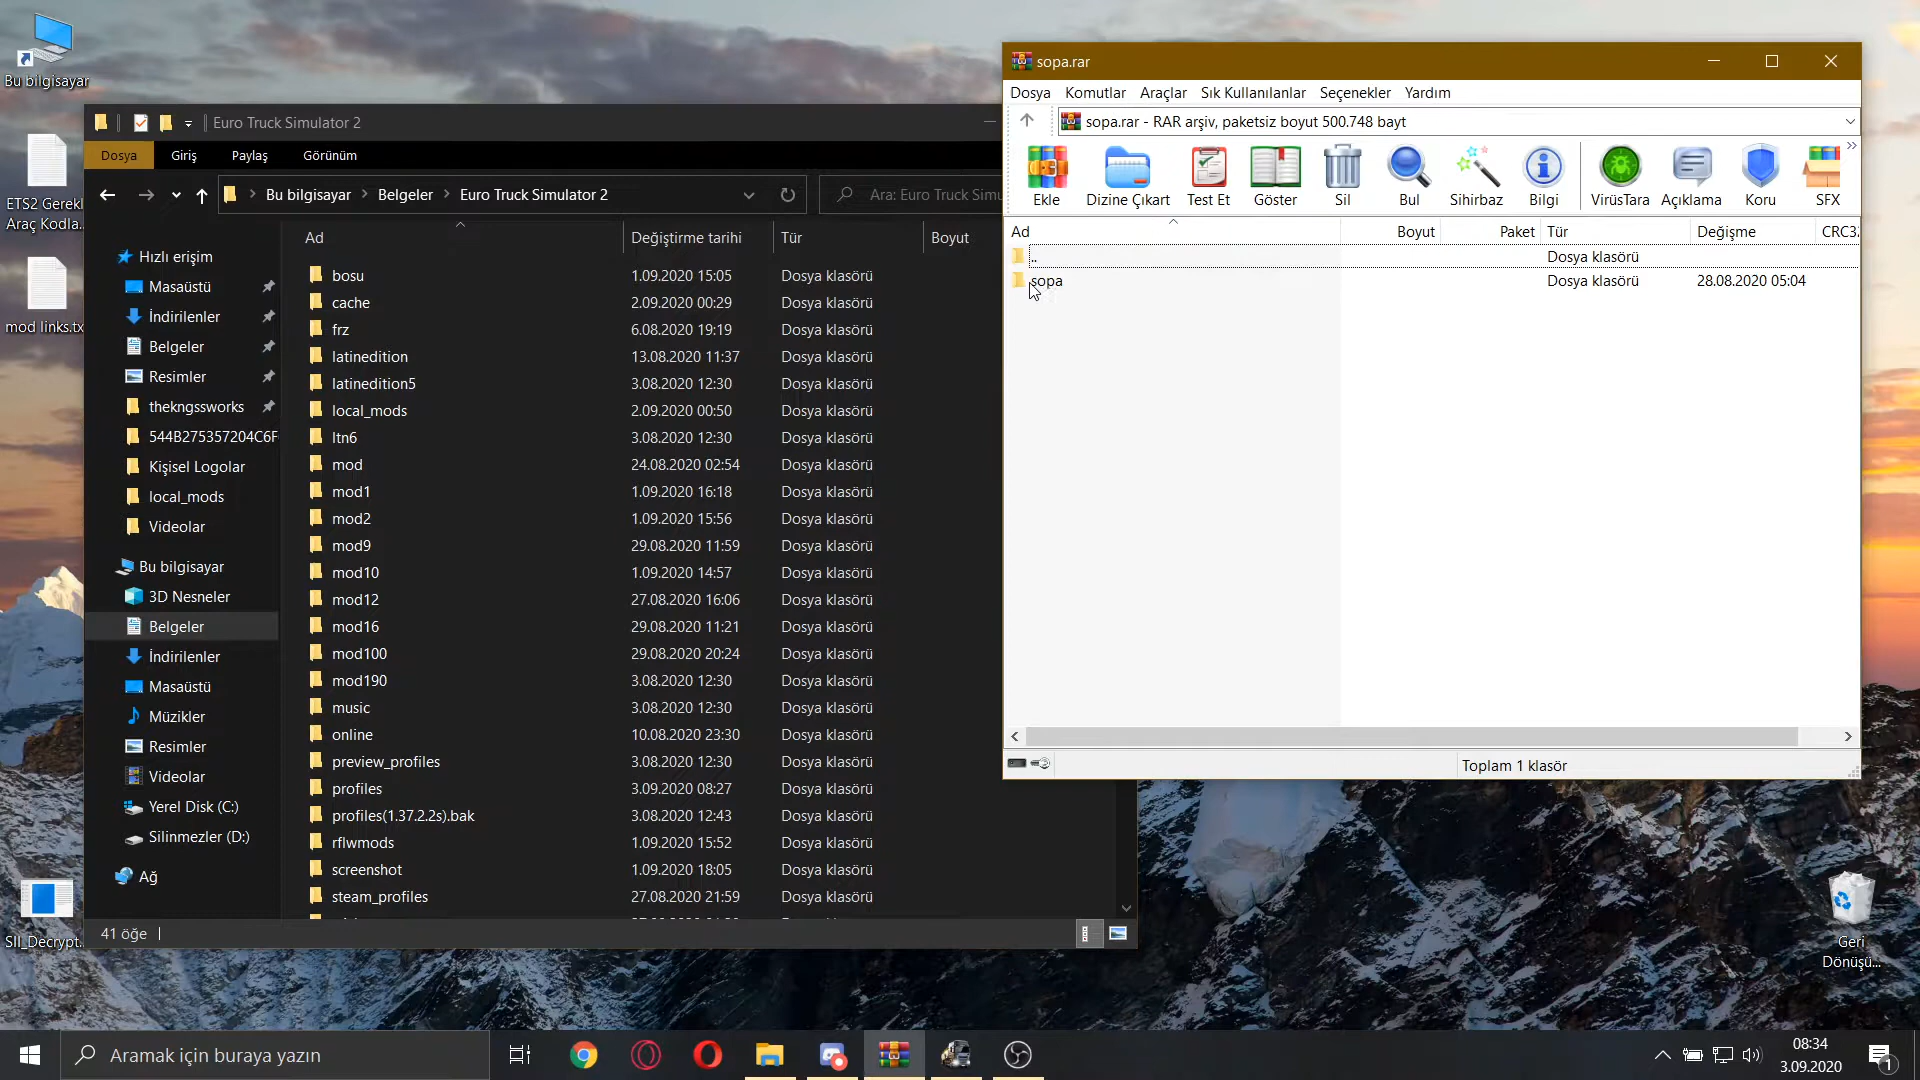 Bu bilgisayar
ETS2 Gerekl
Araç Kodla...
mod links.tx
SII_Decrypt...
Geri
Dönüşü...
Euro Truck Simulator 2
Dosya
Giriş
Paylaş
Görünüm
Bu bilgisayar
Belgeler
Euro Truck Simulator 2
Ara: Euro Truck Simu
Hızlı erişim
Masaüstü
İndirilenler
Belgeler
Resimler
thekngssworks
544B275357204C6F
Kişisel Logolar
local_mods
Videolar
Bu bilgisayar
3D Nesneler
Belgeler
İndirilenler
Masaüstü
Müzikler
Resimler
Videolar
Yerel Disk (C:)
Silinmezler (D:)
Ağ
Ad Değiştirme tarihi Tür Boyut
bosu 1.09.2020 15:05 Dosya klasörü
cache 2.09.2020 00:29 Dosya klasörü
frz 6.08.2020 19:19 Dosya klasörü
latinedition 13.08.2020 11:37 Dosya klasörü
latinedition5 3.08.2020 12:30 Dosya klasörü
local_mods 2.09.2020 00:50 Dosya klasörü
ltn6 3.08.2020 12:30 Dosya klasörü
mod 24.08.2020 02:54 Dosya klasörü
mod1 1.09.2020 16:18 Dosya klasörü
mod2 1.09.2020 15:56 Dosya klasörü
mod9 29.08.2020 11:59 Dosya klasörü
mod10 1.09.2020 14:57 Dosya klasörü
mod12 27.08.2020 16:06 Dosya klasörü
mod16 29.08.2020 11:21 Dosya klasörü
mod100 29.08.2020 20:24 Dosya klasörü
mod190 3.08.2020 12:30 Dosya klasörü
music 3.08.2020 12:30 Dosya klasörü
online 10.08.2020 23:30 Dosya klasörü
preview_profiles 3.08.2020 12:30 Dosya klasörü
profiles 3.09.2020 08:27 Dosya klasörü
profiles(1.37.2.2s).bak 3.08.2020 12:43 Dosya klasörü
rflwmods 1.09.2020 15:52 Dosya klasörü
screenshot 1.09.2020 18:05 Dosya klasörü
steam_profiles 27.08.2020 21:59 Dosya klasörü
41 öğe
sopa.rar
Dosya Komutlar Araçlar Sık Kullanılanlar Seçenekler Yardım
sopa.rar - RAR arşiv, paketsiz boyut 500.748 bayt
Ekle Dizine Çıkart Test Et Göster Sil Bul Sihirbaz Bilgi VirüsTara Açıklama Koru SFX
Ad Boyut Paket Tür Değişme CRC3
.. Dosya klasörü
sopa Dosya klasörü 28.08.2020 05:04
Toplam 1 klasör
Aramak için buraya yazın
08:34
3.09.2020
1